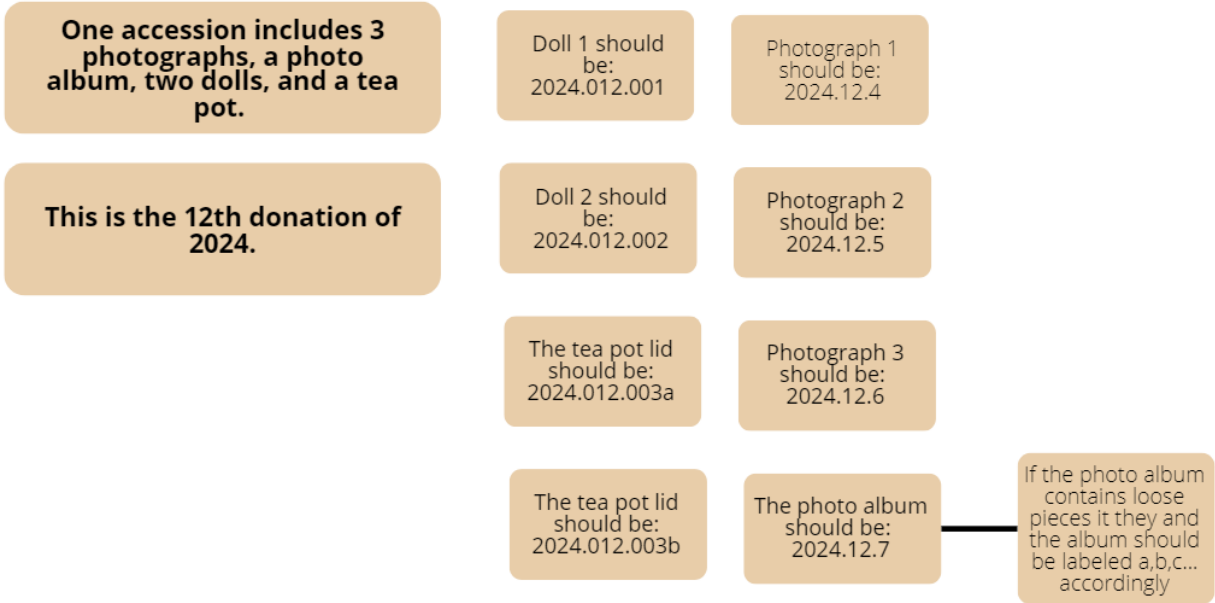 One accession includes 3
photographs, a photo
album, two dolls, and a tea
pot.
This is the 12th donation of
2024.
Doll 1 should
be:
2024.012.001
Doll 2 should
be:
2024.012.002
The tea pot lid
should be:
2024.012.003a
The tea pot lid
should be:
2024.012.003b
Photograph 1
should be:
2024.12.4
Photograph 2
should be:
2024.12.5
Photograph 3
should be:
2024.12.6
The photo album
should be:
2024.12.7
If the photo album
contains loose
pieces it they and
the album should
be labeled a,b,c...
accordingly